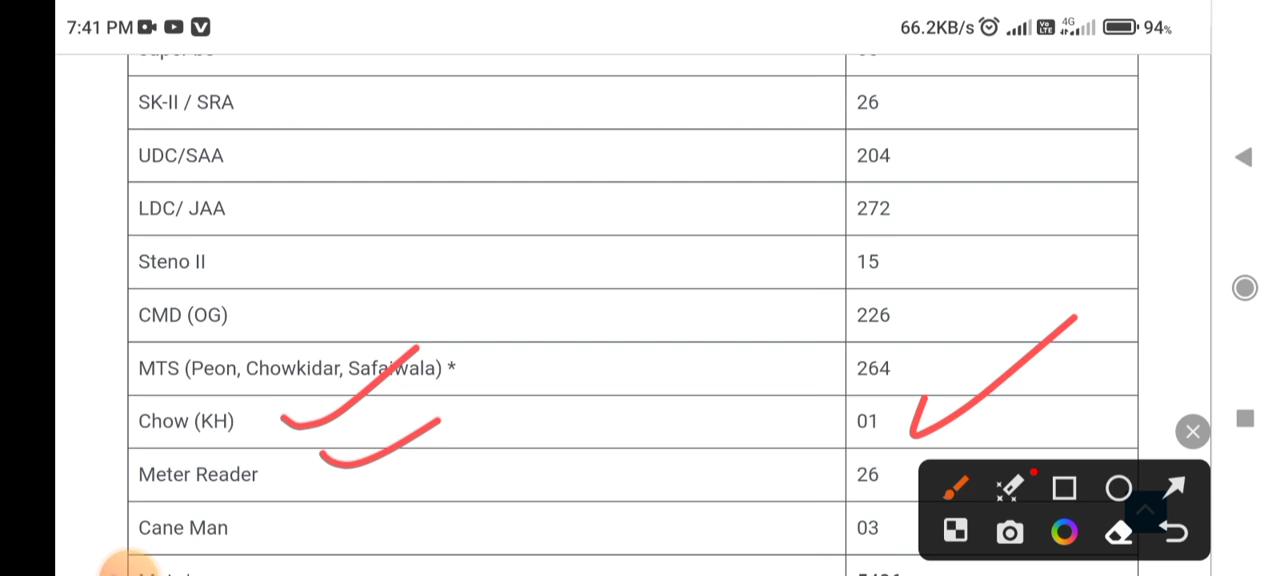 7:41 PM 66.2KB/s 4G 94%
SK-II / SRA 26
UDC/SAA 204
LDC/ JAA 272
Steno II 15
CMD (OG) 226
MTS (Peon, Chowkidar, Safaiwala) * 264
Chow (KH) 01
Meter Reader 26
Cane Man 03